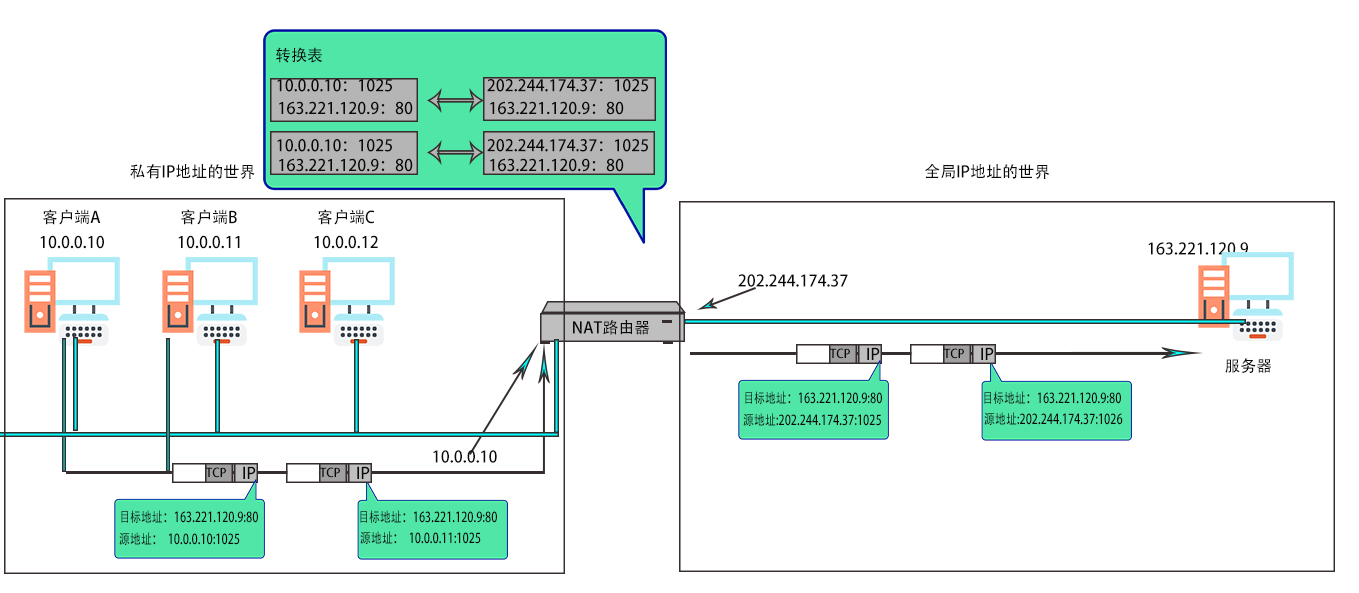 转换表
10.0.0.10：1025
163.221.120.9：80
202.244.174.37：1025
163.221.120.9：80
10.0.0.10：1025
163.221.120.9：80
202.244.174.37：1025
163.221.120.9：80
私有IP地址的世界
全局IP地址的世界
客户端A
10.0.0.10
客户端B
10.0.0.11
客户端C
10.0.0.12
163.221.120.9
202.244.174.37
NAT路由器
服务器
TCP
IP
TCP
IP
目标地址：163.221.120.9:80
源地址:202.244.174.37:1025
目标地址：163.221.120.9:80
源地址:202.244.174.37:1026
10.0.0.10
TCP
IP
TCP
IP
目标地址：163.221.120.9:80
源地址： 10.0.0.10:1025
目标地址：163.221.120.9:80
源地址： 10.0.0.11:1025